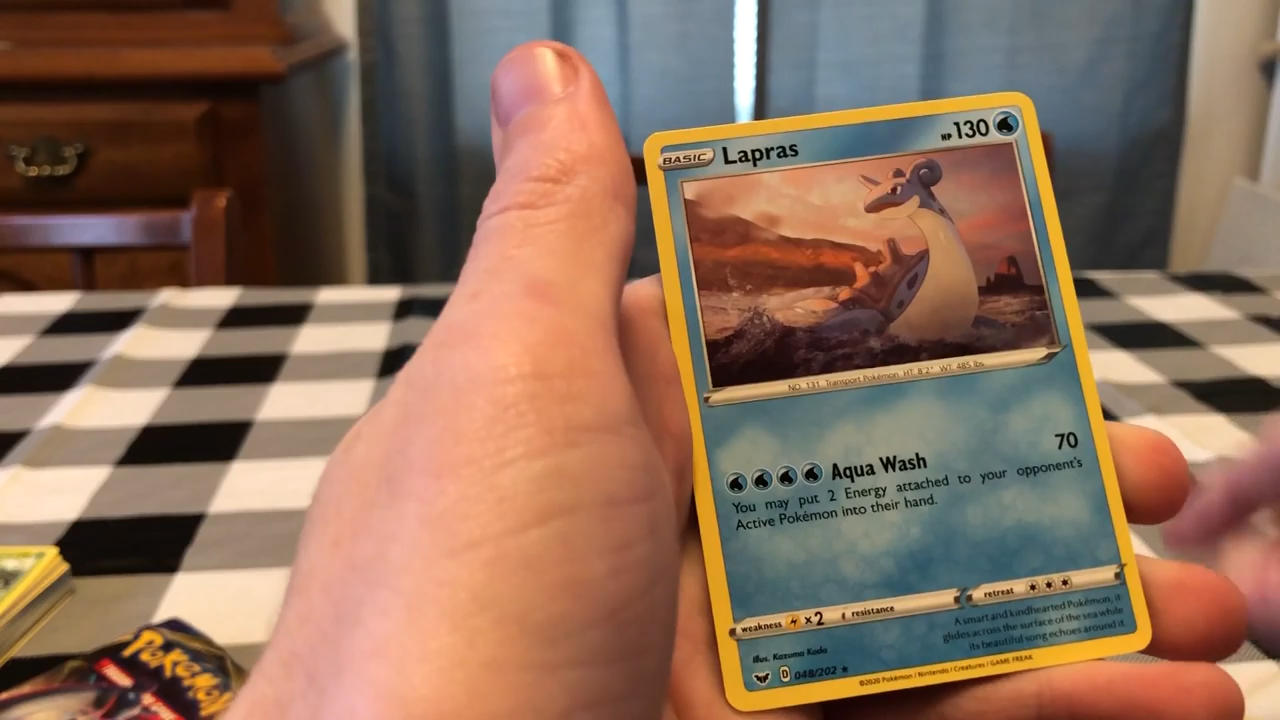 BASIC Lapras HP 130
NO. 131 Transport Pokémon HT: 8'2" WT: 485 lbs
Aqua Wash 70
You may put 2 Energy attached to your opponent's
Active Pokémon into their hand.
weakness ×2 resistance retreat
A smart and kindhearted Pokémon, it
glides across the surface of the sea while
its beautiful song echoes around it.
Illus. Kazuma Koda
D 048/202 ★
©2020 Pokémon / Nintendo / Creatures / GAME FREAK
Pokémon